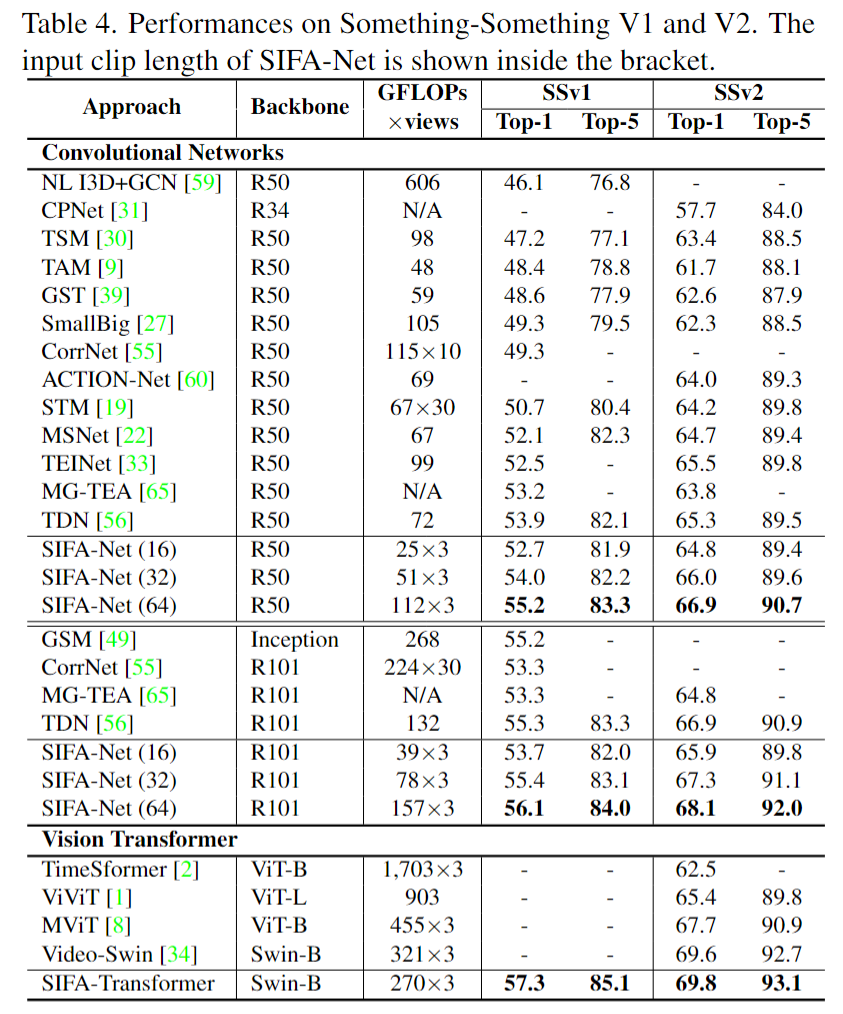 Table 4. Performances on Something-Something V1 and V2. The
input clip length of SIFA-Net is shown inside the bracket.
Approach Backbone GFLOPs ×views SSv1 SSv2
Top-1 Top-5 Top-1 Top-5
Convolutional Networks
NL I3D+GCN [59] R50 606 46.1 76.8 - -
CPNet [31] R34 N/A - - 57.7 84.0
TSM [30] R50 98 47.2 77.1 63.4 88.5
TAM [9] R50 48 48.4 78.8 61.7 88.1
GST [39] R50 59 48.6 77.9 62.6 87.9
SmallBig [27] R50 105 49.3 79.5 62.3 88.5
CorrNet [55] R50 115×10 49.3 - - -
ACTION-Net [60] R50 69 - - 64.0 89.3
STM [19] R50 67×30 50.7 80.4 64.2 89.8
MSNet [22] R50 67 52.1 82.3 64.7 89.4
TEINet [33] R50 99 52.5 - 65.5 89.8
MG-TEA [65] R50 N/A 53.2 - 63.8 -
TDN [56] R50 72 53.9 82.1 65.3 89.5
SIFA-Net (16) R50 25×3 52.7 81.9 64.8 89.4
SIFA-Net (32) R50 51×3 54.0 82.2 66.0 89.6
SIFA-Net (64) R50 112×3 55.2 83.3 66.9 90.7
GSM [49] Inception 268 55.2 - - -
CorrNet [55] R101 224×30 53.3 - - -
MG-TEA [65] R101 N/A 53.3 - 64.8 -
TDN [56] R101 132 55.3 83.3 66.9 90.9
SIFA-Net (16) R101 39×3 53.7 82.0 65.9 89.8
SIFA-Net (32) R101 78×3 55.4 83.1 67.3 91.1
SIFA-Net (64) R101 157×3 56.1 84.0 68.1 92.0
Vision Transformer
TimeSformer [2] ViT-B 1,703×3 - - 62.5 -
ViViT [1] ViT-L 903 - - 65.4 89.8
MViT [8] ViT-B 455×3 - - 67.7 90.9
Video-Swin [34] Swin-B 321×3 - - 69.6 92.7
SIFA-Transformer Swin-B 270×3 57.3 85.1 69.8 93.1